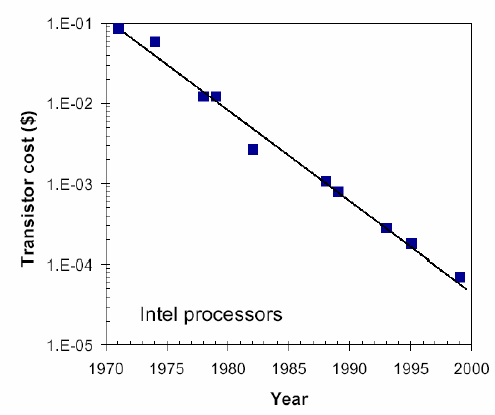 1.E-01
1.E-02
1.E-03
1.E-04
1.E-05
Transistor cost ($)
Intel processors
1970 1975 1980 1985 1990 1995 2000
Year